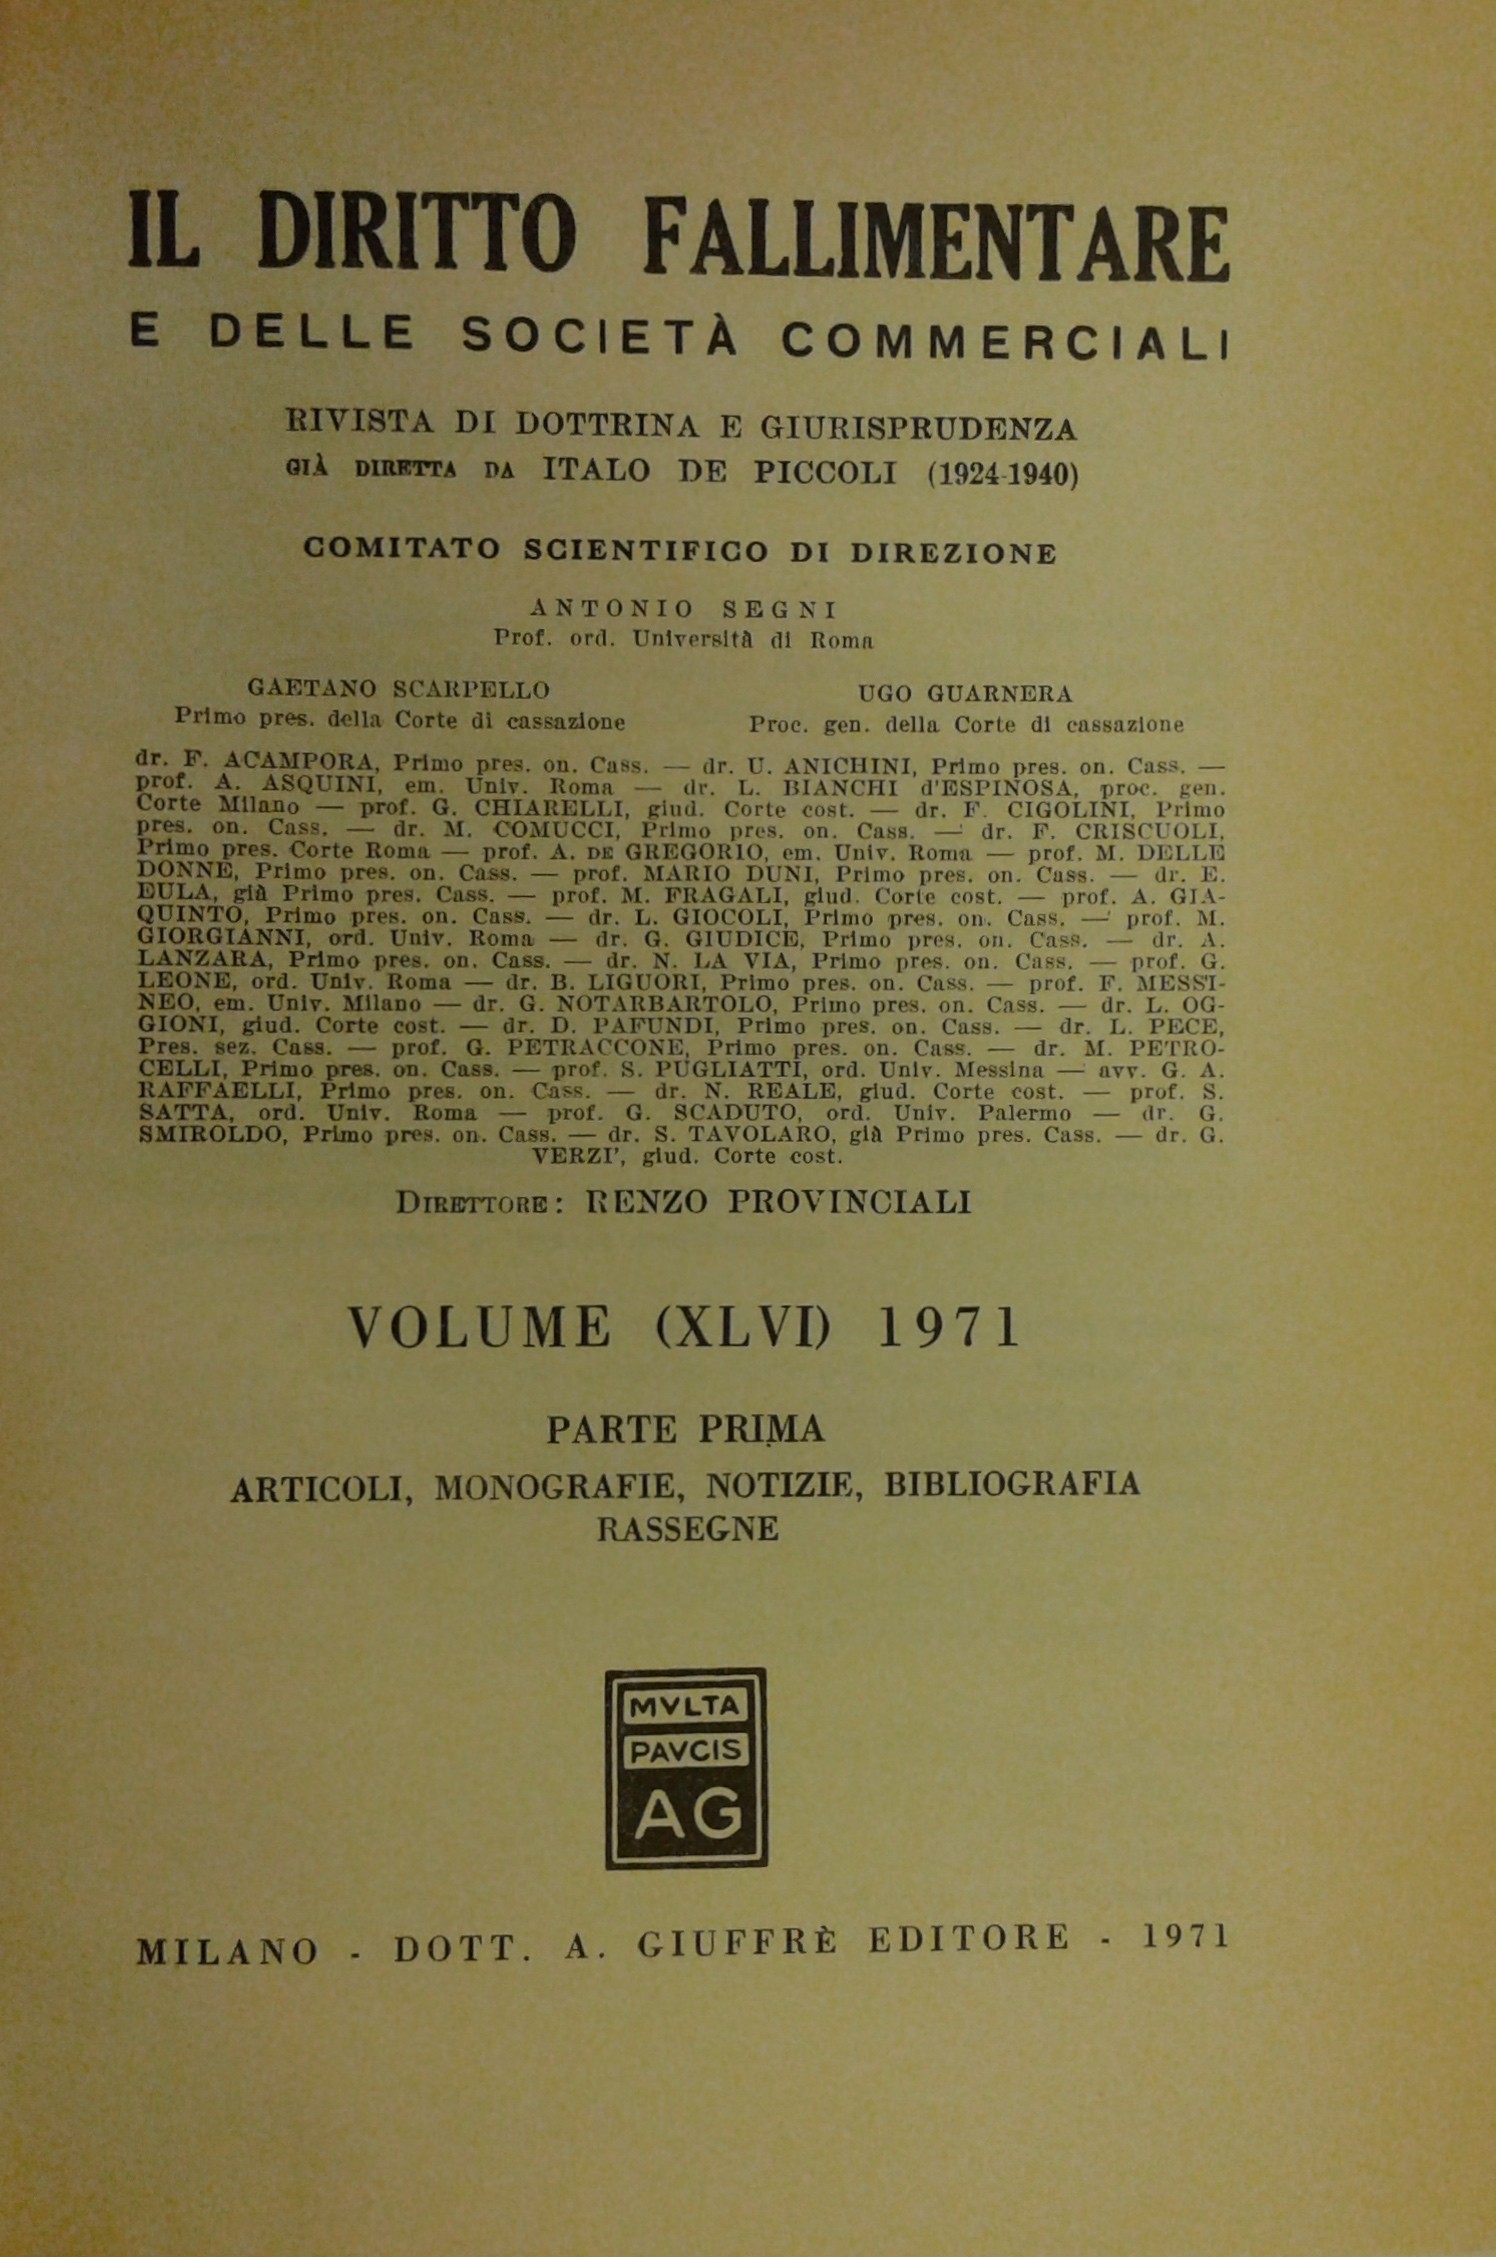 IL DIRITTO FALLIMENTARE
E DELLE SOCIETÀ COMMERCIALI
RIVISTA DI DOTTRINA E GIURISPRUDENZA
GIÀ DIRETTA DA ITALO DE PICCOLI (1924-1940)
COMITATO SCIENTIFICO DI DIREZIONE
ANTONIO SEGNI
Prof. ord. Università di Roma
GAETANO SCARPELLO
Primo pres. della Corte di cassazione
UGO GUARNERA
Proc. gen. della Corte di cassazione
dr. F. ACAMPORA, Primo pres. on. Cass. — dr. U. ANICHINI, Primo pres. on. Cass. —
prof. A. ASQUINI, em. Univ. Roma — dr. L. BIANCHI d'ESPINOSA, proc. gen.
Corte Milano — prof. G. CHIARELLI, giud. Corte cost. — dr. F. CIGOLINI, Primo
pres. on. Cass. — dr. M. COMUCCI, Primo pres. on. Cass. — dr. F. CRISCUOLI,
Primo pres. Corte Roma — prof. A. DE GREGORIO, em. Univ. Roma — prof. M. DELLE
DONNE, Primo pres. on. Cass. — prof. MARIO DUNI, Primo pres. on. Cass. — dr. E.
EULA, già Primo pres. Cass. — prof. M. FRAGALI, giud. Corte cost. — prof. A. GIA-
QUINTO, Primo pres. on. Cass. — dr. L. GIOCOLI, Primo pres. on. Cass. — prof. M.
GIORGIANNI, ord. Univ. Roma — dr. G. GIUDICE, Primo pres. on. Cass. — dr. A.
LANZARA, Primo pres. on. Cass. — dr. N. LA VIA, Primo pres. on. Cass. — prof. G.
LEONE, ord. Univ. Roma — dr. B. LIGUORI, Primo pres. on. Cass. — prof. F. MESSI-
NEO, em. Univ. Milano — dr. G. NOTARBARTOLO, Primo pres. on. Cass. — dr. L. OG-
GIONI, giud. Corte cost. — dr. D. PAFUNDI, Primo pres. on. Cass. — dr. L. PECE,
Pres. sez. Cass. — prof. G. PETRACCONE, Primo pres. on. Cass. — dr. M. PETRO-
CELLI, Primo pres. on. Cass. — prof. S. PUGLIATTI, ord. Univ. Messina — avv. G. A.
RAFFAELLI, Primo pres. on. Cass. — dr. N. REALE, giud. Corte cost. — prof. S.
SATTA, ord. Univ. Roma — prof. G. SCADUTO, ord. Univ. Palermo — dr. G.
SMIROLDO, Primo pres. on. Cass. — dr. S. TAVOLARO, già Primo pres. Cass. — dr. G.
VERZI', giud. Corte cost.
DIRETTORE: RENZO PROVINCIALI
VOLUME (XLVI) 1971
PARTE PRIMA
ARTICOLI, MONOGRAFIE, NOTIZIE, BIBLIOGRAFIA
RASSEGNE
MVLTA
PAVCIS
AG
MILANO - DOTT. A. GIUFFRÈ EDITORE - 1971